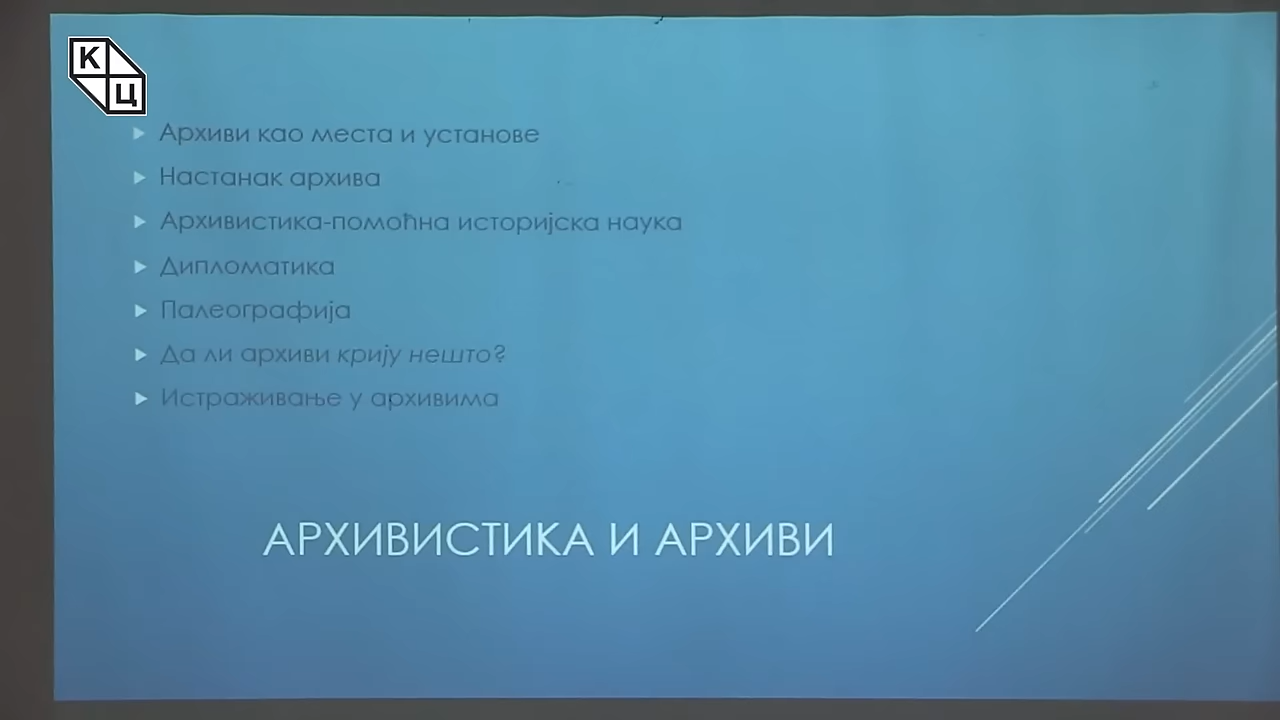 К
Ц
Архиви као места и установе
Настанак архива
Архивистика-помоћна историјска наука
Дипломатика
Палеографија
Да ли архиви крију нешто?
Истраживање у архивима
АРХИВИСТИКА И АРХИВИ